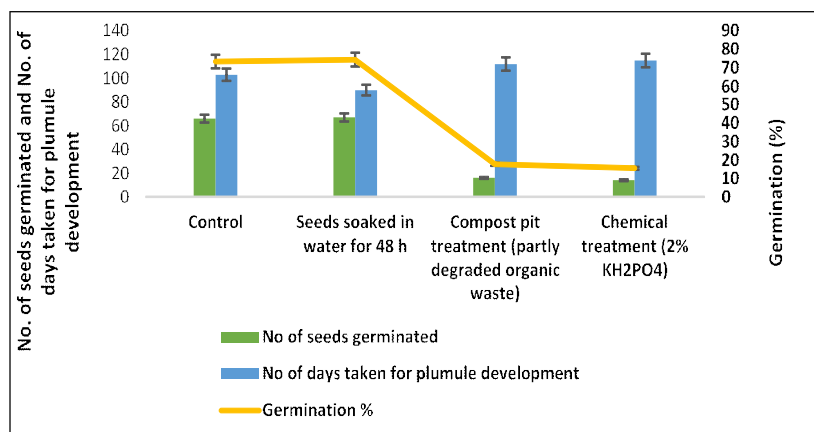 No. of seeds germinated and No. of
days taken for plumule
development
140
120
100
80
60
40
20
0
90
80
70
60
50
40
30
20
10
0
Germination (%)
Control
Seeds soaked in
water for 48 h
Compost pit
treatment (partly
degraded organic
waste)
Chemical
treatment (2%
KH2PO4)
No of seeds germinated
No of days taken for plumule development
Germination %